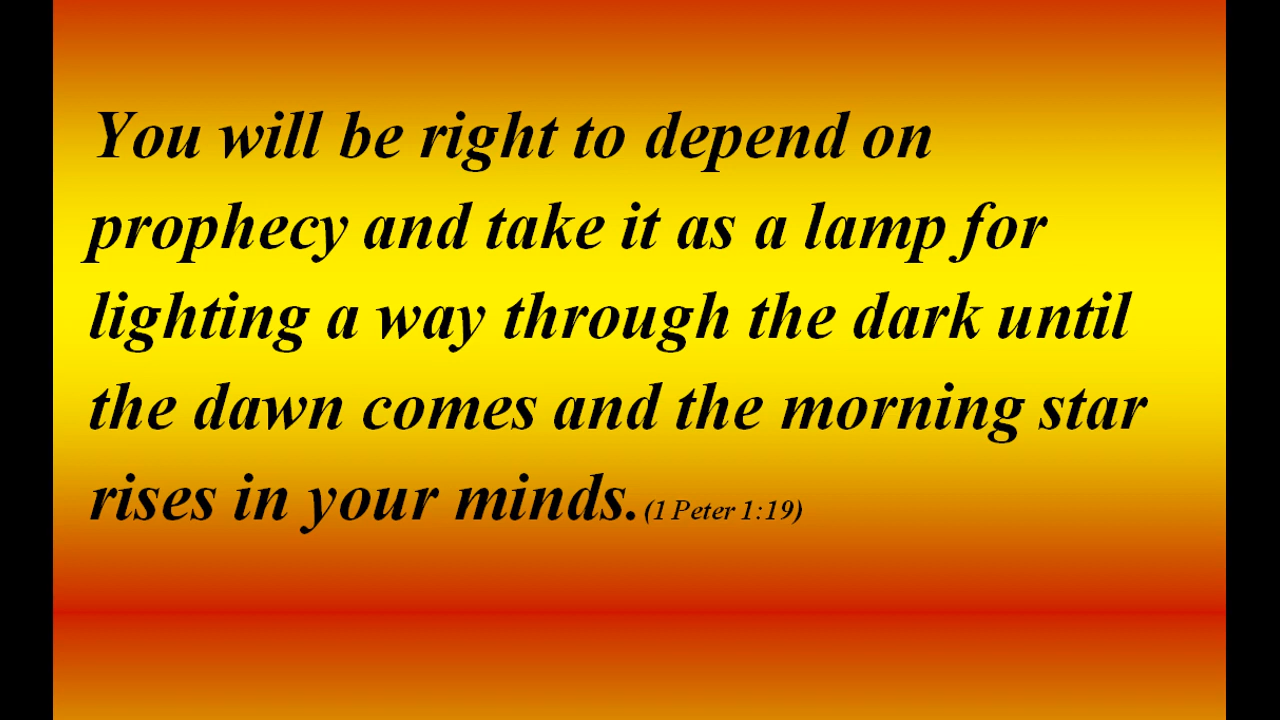 You will be right to depend on
prophecy and take it as a lamp for
lighting a way through the dark until
the dawn comes and the morning star
rises in your minds. (1 Peter 1:19)